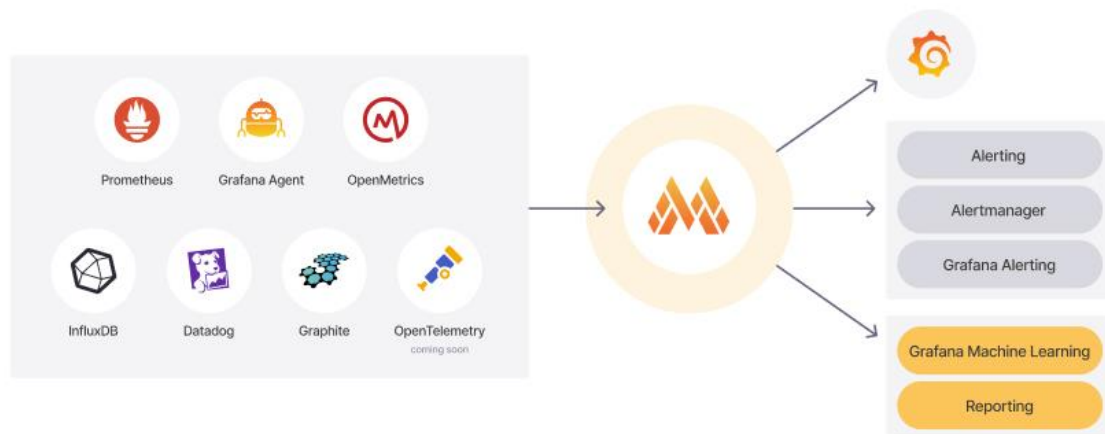 Prometheus
Grafana Agent
OpenMetrics
InfluxDB
Datadog
Graphite
OpenTelemetry
coming soon
Alerting
Alertmanager
Grafana Alerting
Grafana Machine Learning
Reporting